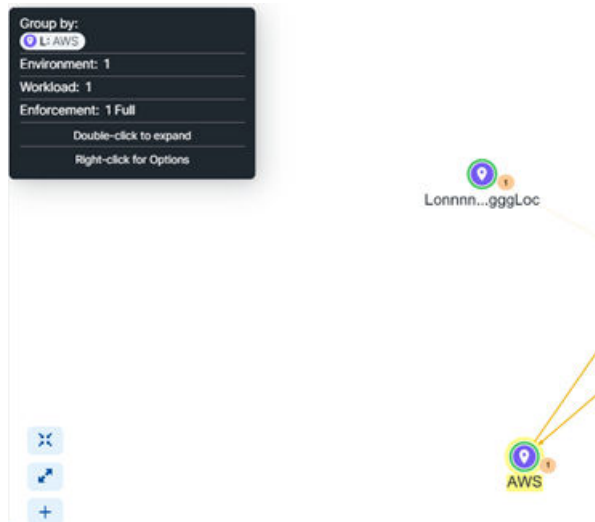 Group by:
L: AWS
Environment: 1
Workload: 1
Enforcement: 1 Full
Double-click to expand
Right-click for Options
1
Lonnnn...gggLoc
1
AWS